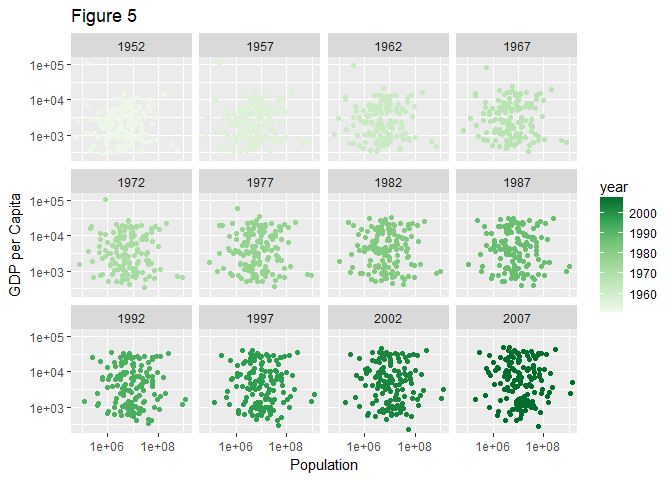 Figure 5
1952 1957 1962 1967
1e+05
1e+04
1e+03
1972 1977 1982 1987
1e+05
1e+04
1e+03
1992 1997 2002 2007
1e+05
1e+04
1e+03
1e+06 1e+08 1e+06 1e+08 1e+06 1e+08 1e+06 1e+08
Population
GDP per Capita
year
2000
1990
1980
1970
1960